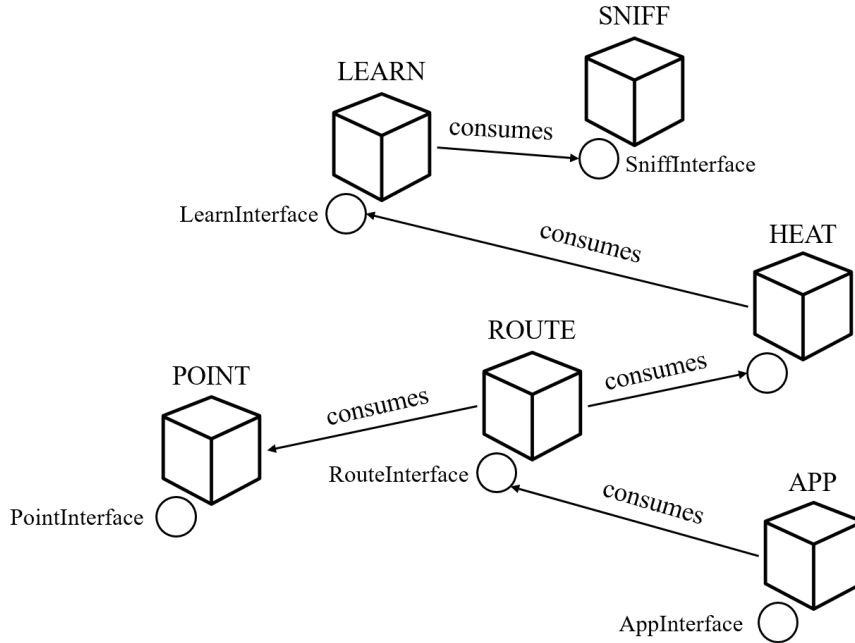 SNIFF
LEARN
consumes
SniffInterface
LearnInterface
consumes
HEAT
ROUTE
POINT
consumes
consumes
RouteInterface
PointInterface
consumes
APP
AppInterface